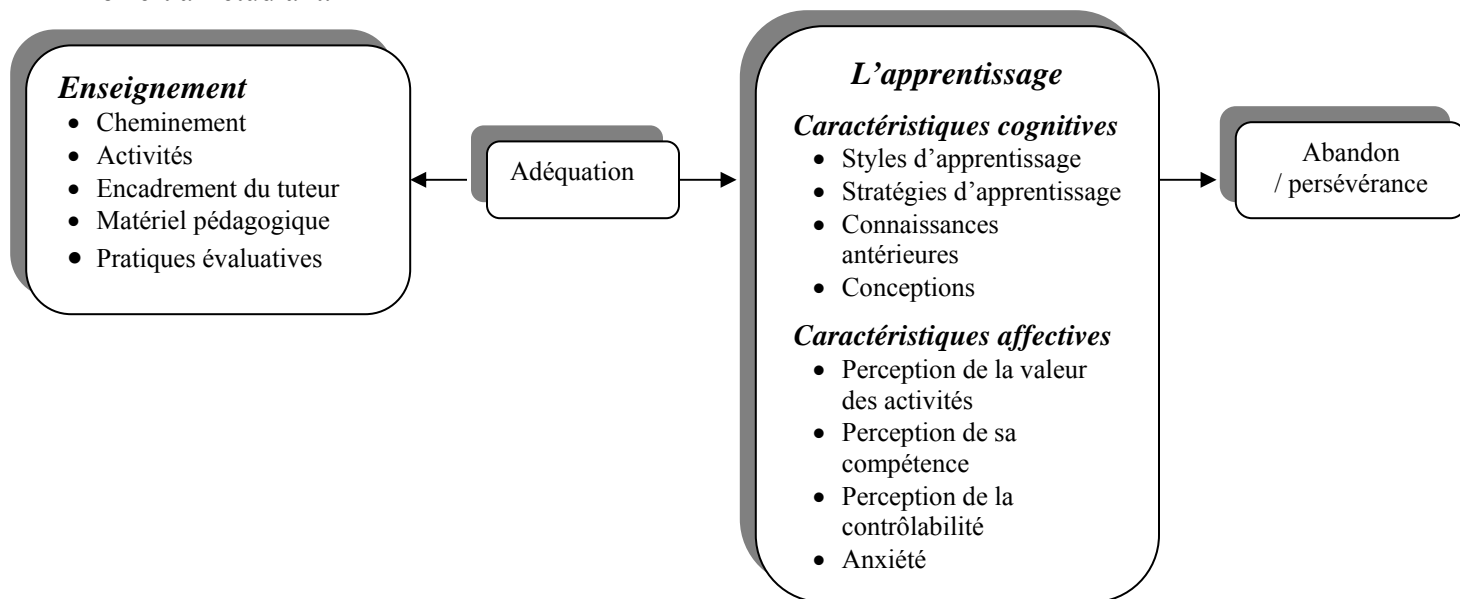 Enseignement
• Cheminement
• Activités
• Encadrement du tuteur
• Matériel pédagogique
• Pratiques évaluatives
Adéquation
L'apprentissage
Caractéristiques cognitives
• Styles d'apprentissage
• Stratégies d'apprentissage
• Connaissances
antérieures
• Conceptions
Caractéristiques affectives
• Perception de la valeur
des activités
• Perception de sa
compétence
• Perception de la
contrôlabilité
• Anxiété
Abandon
/ persévérance